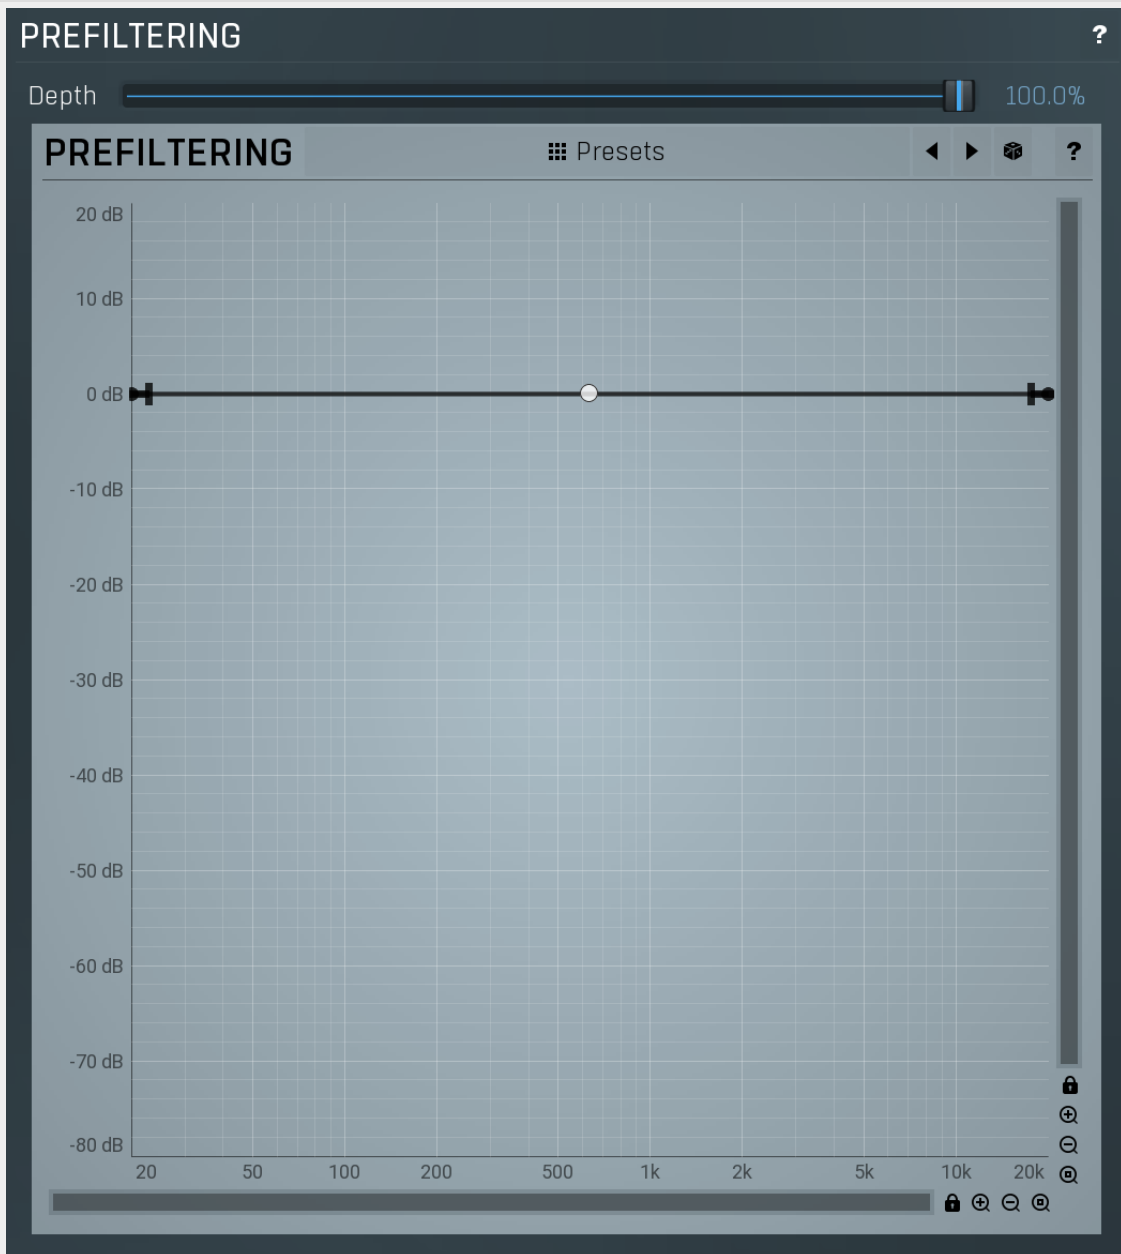 PREFILTERING ?
Depth 100.0%
PREFILTERING Presets ?
20 dB
10 dB
0 dB
-10 dB
-20 dB
-30 dB
-40 dB
-50 dB
-60 dB
-70 dB
-80 dB
20 50 100 200 500 1k 2k 5k 10k 20k